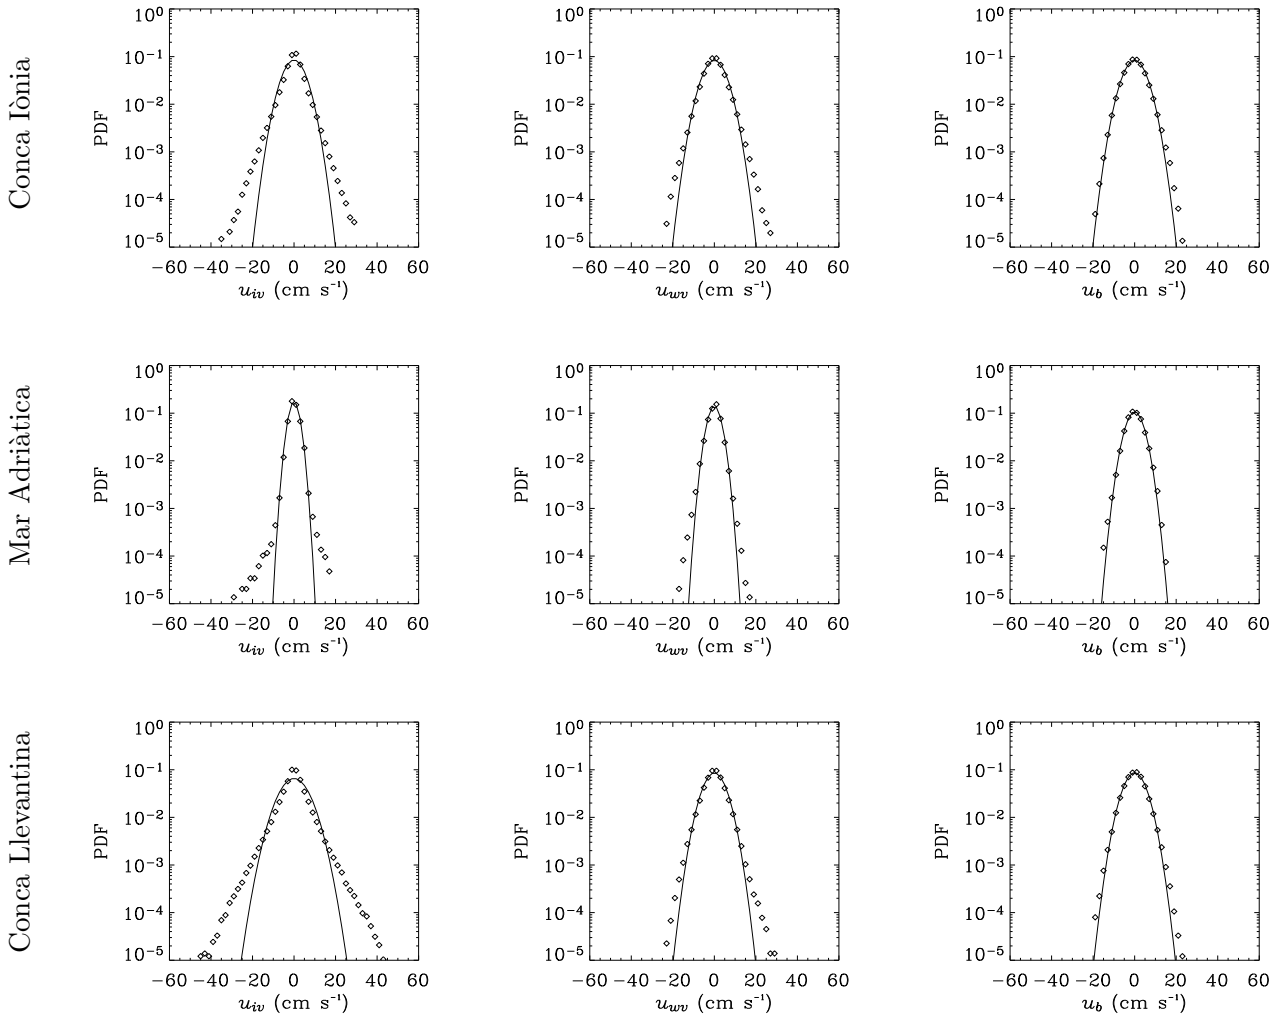 Conca Iònia
10⁰ 10⁻¹ 10⁻² 10⁻³ 10⁻⁴ 10⁻⁵
PDF
−60 −40 −20 0 20 40 60
u_iv (cm s⁻¹)
10⁰ 10⁻¹ 10⁻² 10⁻³ 10⁻⁴ 10⁻⁵
PDF
−60 −40 −20 0 20 40 60
u_wv (cm s⁻¹)
10⁰ 10⁻¹ 10⁻² 10⁻³ 10⁻⁴ 10⁻⁵
PDF
−60 −40 −20 0 20 40 60
u_b (cm s⁻¹)
Mar Adriàtica
10⁰ 10⁻¹ 10⁻² 10⁻³ 10⁻⁴ 10⁻⁵
PDF
−60 −40 −20 0 20 40 60
u_iv (cm s⁻¹)
10⁰ 10⁻¹ 10⁻² 10⁻³ 10⁻⁴ 10⁻⁵
PDF
−60 −40 −20 0 20 40 60
u_wv (cm s⁻¹)
10⁰ 10⁻¹ 10⁻² 10⁻³ 10⁻⁴ 10⁻⁵
PDF
−60 −40 −20 0 20 40 60
u_b (cm s⁻¹)
Conca Llevantina
10⁰ 10⁻¹ 10⁻² 10⁻³ 10⁻⁴ 10⁻⁵
PDF
−60 −40 −20 0 20 40 60
u_iv (cm s⁻¹)
10⁰ 10⁻¹ 10⁻² 10⁻³ 10⁻⁴ 10⁻⁵
PDF
−60 −40 −20 0 20 40 60
u_wv (cm s⁻¹)
10⁰ 10⁻¹ 10⁻² 10⁻³ 10⁻⁴ 10⁻⁵
PDF
−60 −40 −20 0 20 40 60
u_b (cm s⁻¹)